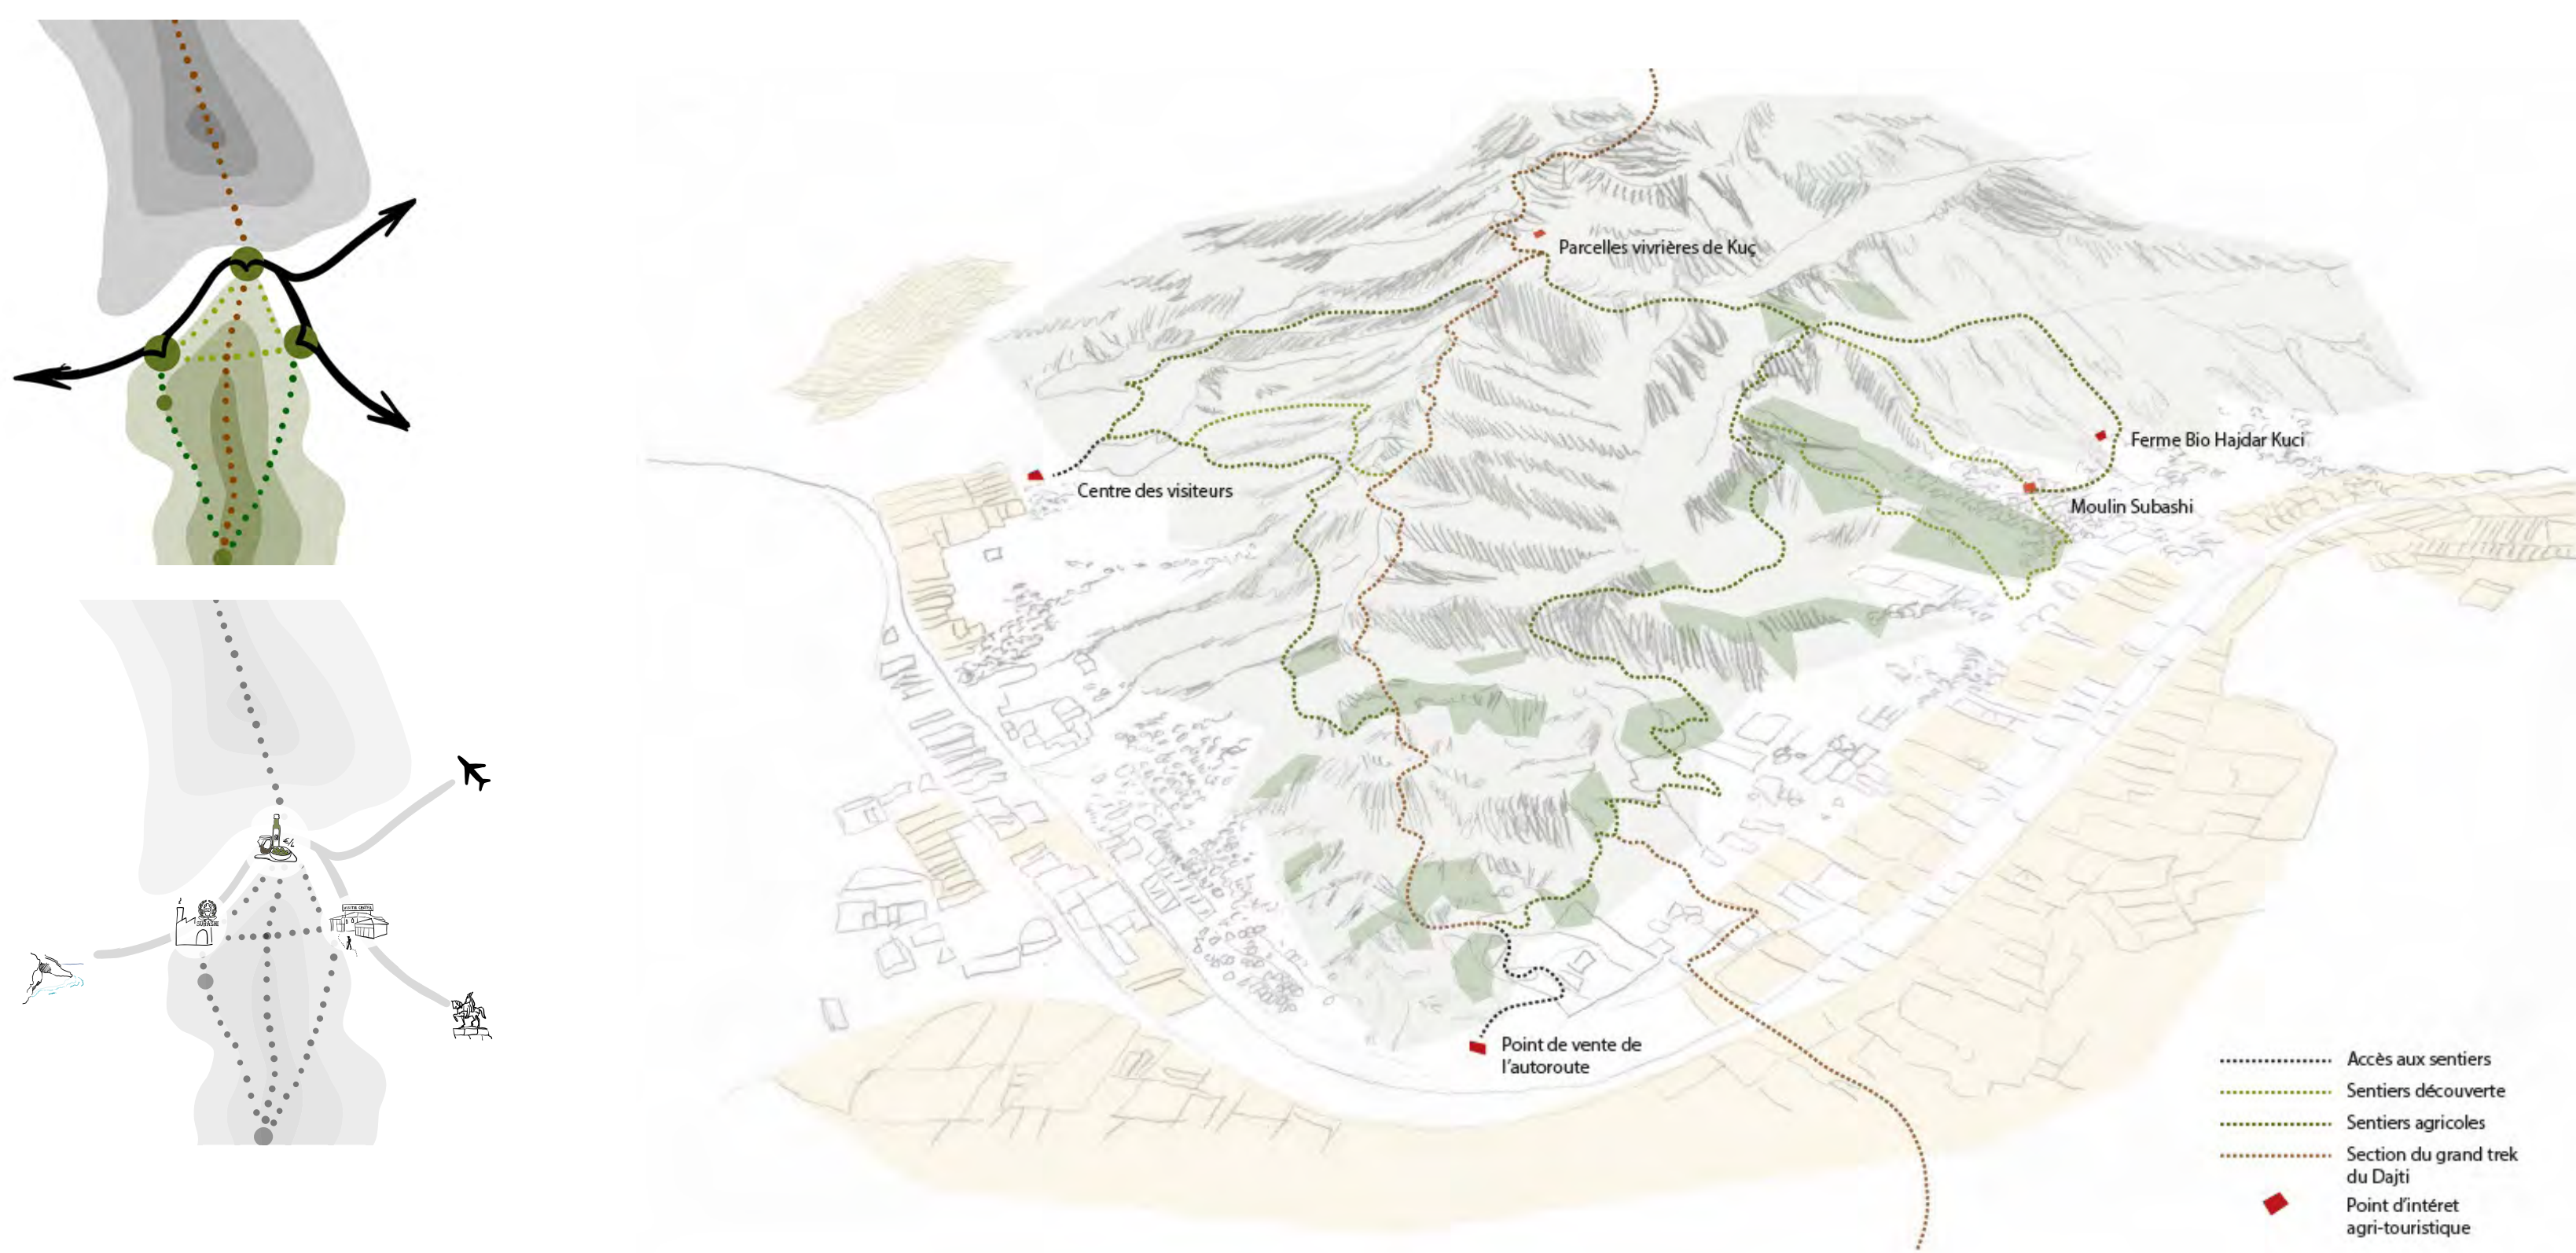 Parcelles vivrières de Kuç
Ferme Bio Hajdar Kuci
Centre des visiteurs
Moulin Subashi
Point de vente de
l'autoroute
Accès aux sentiers
Sentiers découverte
Sentiers agricoles
Section du grand trek
du Dajti
Point d'intéret
agri-touristique
SUBASHI